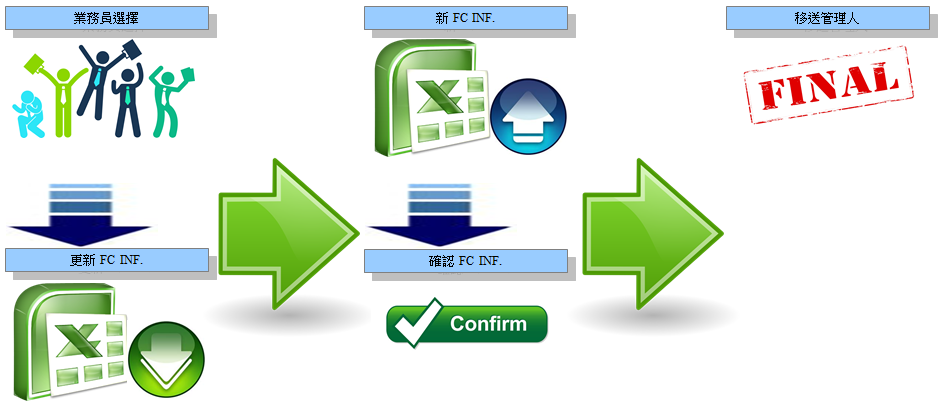 業務員選擇
更新 FC INF.
新 FC INF.
確認 FC INF.
Confirm
移送管理人
FINAL